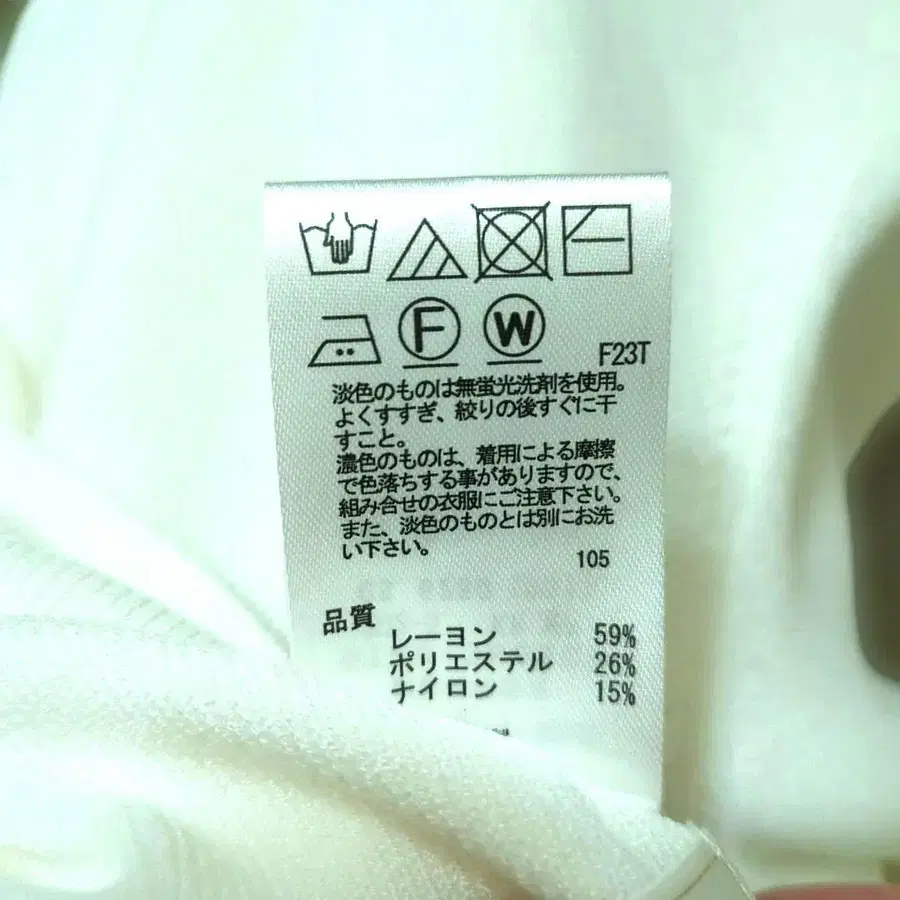 F W F23T
淡色のものは無蛍光洗剤を使用。
よくすすぎ、絞りの後すぐに干
すこと。
濃色のものは、着用による摩擦
で色落ちする事がありますので、
組み合せの衣服にご注意下さい。
また、淡色のものとは別にお洗
い下さい。
105
品質
レーヨン 59%
ポリエステル 26%
ナイロン 15%